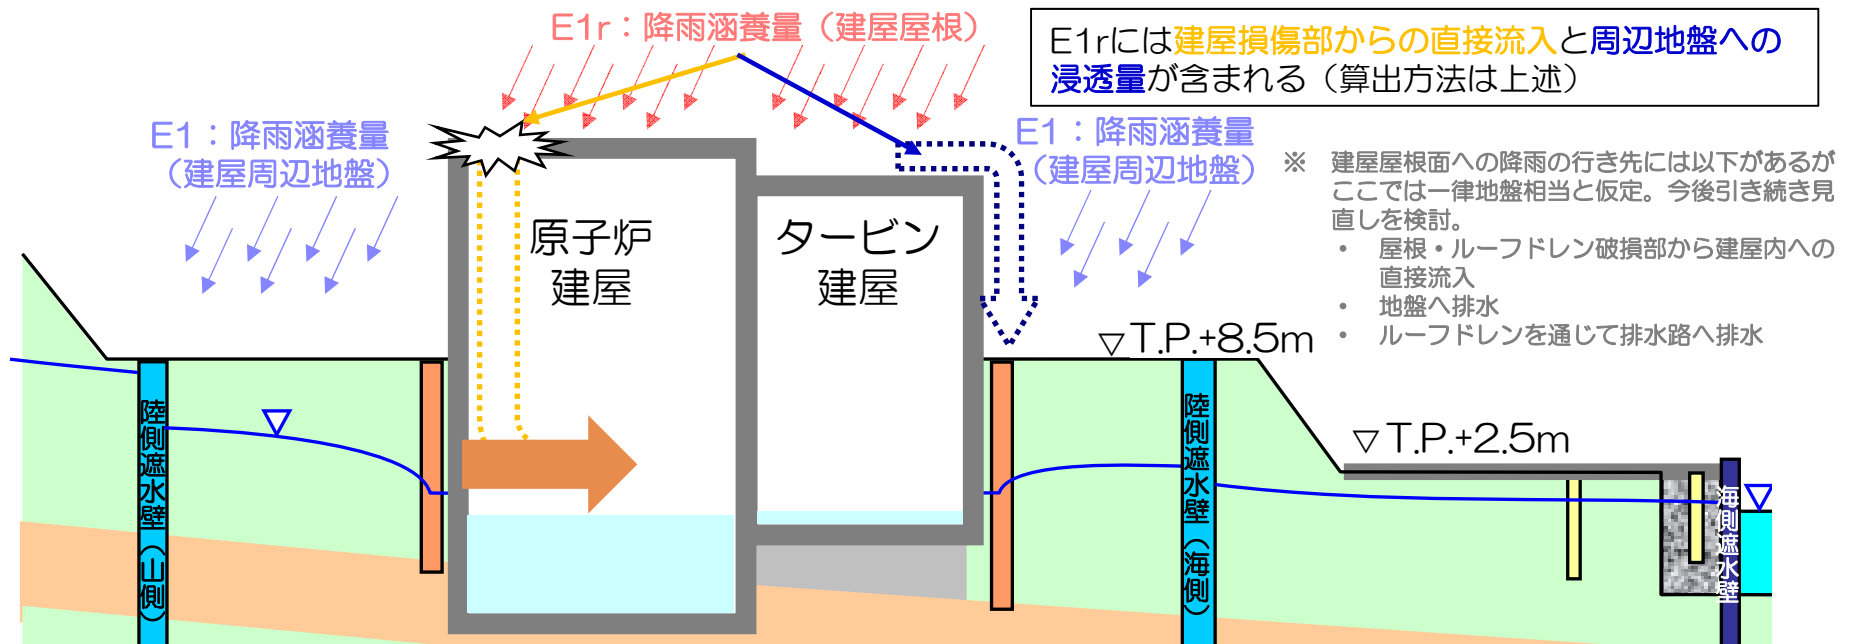 E1r：降雨涵養量（建屋屋根）
E1rには建屋損傷部からの直接流入と周辺地盤への
浸透量が含まれる（算出方法は上述）
E1：降雨涵養量
（建屋周辺地盤）
E1：降雨涵養量
（建屋周辺地盤）
※ 建屋屋根面への降雨の行き先には以下があるが
ここでは一律地盤相当と仮定。今後引き続き見
直しを検討。
• 屋根・ルーフドレン破損部から建屋内への
直接流入
• 地盤へ排水
• ルーフドレンを通じて排水路へ排水
原子炉
建屋
タービン
建屋
▽T.P.+8.5m
▽T.P.+2.5m
陸側遮水壁（山側）
陸側遮水壁（海側）
海側遮水壁